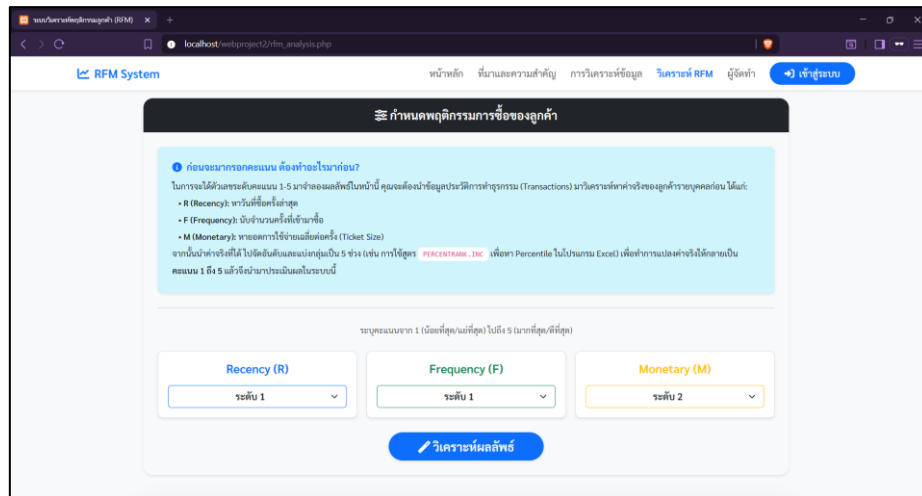 ระบบวิเคราะห์พฤติกรรมลูกค้า (RFM)
localhost/webproject2/rfm_analysis.php
RFM System
หน้าหลัก ที่มาและความสำคัญ การวิเคราะห์ข้อมูล วิเคราะห์ RFM ผู้จัดทำ เข้าสู่ระบบ
กำหนดพฤติกรรมการซื้อของลูกค้า
ก่อนจะมากรอกคะแนน ต้องทำอะไรมาก่อน?
ในการจะได้ตัวเลขระดับคะแนน 1-5 มาจำลองผลลัพธ์ในหน้านี้ คุณจะต้องนำข้อมูลประวัติการทำธุรกรรม (Transactions) มาวิเคราะห์หาค่าจริงของลูกค้ารายบุคคลก่อน ได้แก่:
• R (Recency): หาวันที่ซื้อครั้งล่าสุด
• F (Frequency): นับจำนวนครั้งที่เข้ามาซื้อ
• M (Monetary): หายอดการใช้จ่ายเฉลี่ยต่อครั้ง (Ticket Size)
จากนั้นนำค่าจริงที่ได้ ไปจัดอันดับและแบ่งกลุ่มเป็น 5 ช่วง (เช่น การใช้สูตร PERCENTRANK.INC เพื่อหา Percentile ในโปรแกรม Excel) เพื่อทำการแปลงค่าจริงให้กลายเป็น
คะแนน 1 ถึง 5 แล้วจึงนำมาประเมินผลในระบบนี้
ระบุคะแนนจาก 1 (น้อยที่สุด/แย่ที่สุด) ไปถึง 5 (มากที่สุด/ดีที่สุด)
Recency (R) Frequency (F) Monetary (M)
ระดับ 1 ระดับ 1 ระดับ 2
วิเคราะห์ผลลัพธ์